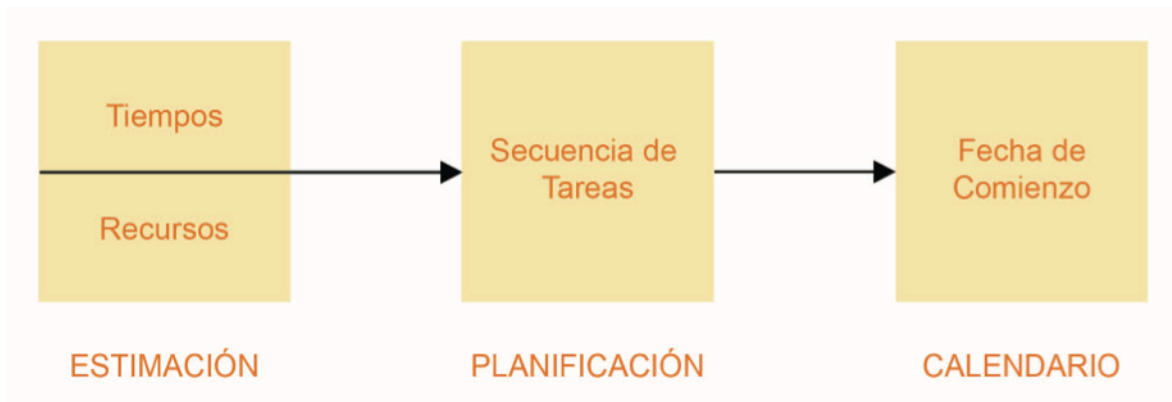 Tiempos
Recursos
ESTIMACIÓN
Secuencia de
Tareas
PLANIFICACIÓN
Fecha de
Comienzo
CALENDARIO